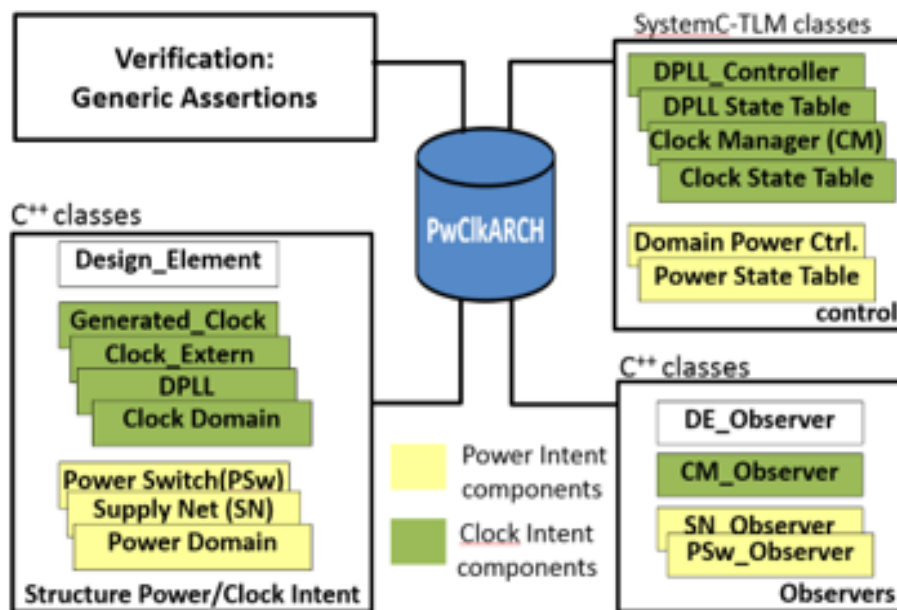 Verification:
Generic Assertions
SystemC-TLM classes
DPLL_Controller
DPLL State Table
Clock Manager (CM)
Clock State Table
Domain Power Ctrl.
Power State Table
control
PwClkARCH
C++ classes
Design_Element
Generated_Clock
Clock_Extern
DPLL
Clock Domain
Power Switch(PSw)
Supply Net (SN)
Power Domain
Structure Power/Clock Intent
Power Intent
components
Clock Intent
components
C++ classes
DE_Observer
CM_Observer
SN_Observer
PSw_Observer
Observers